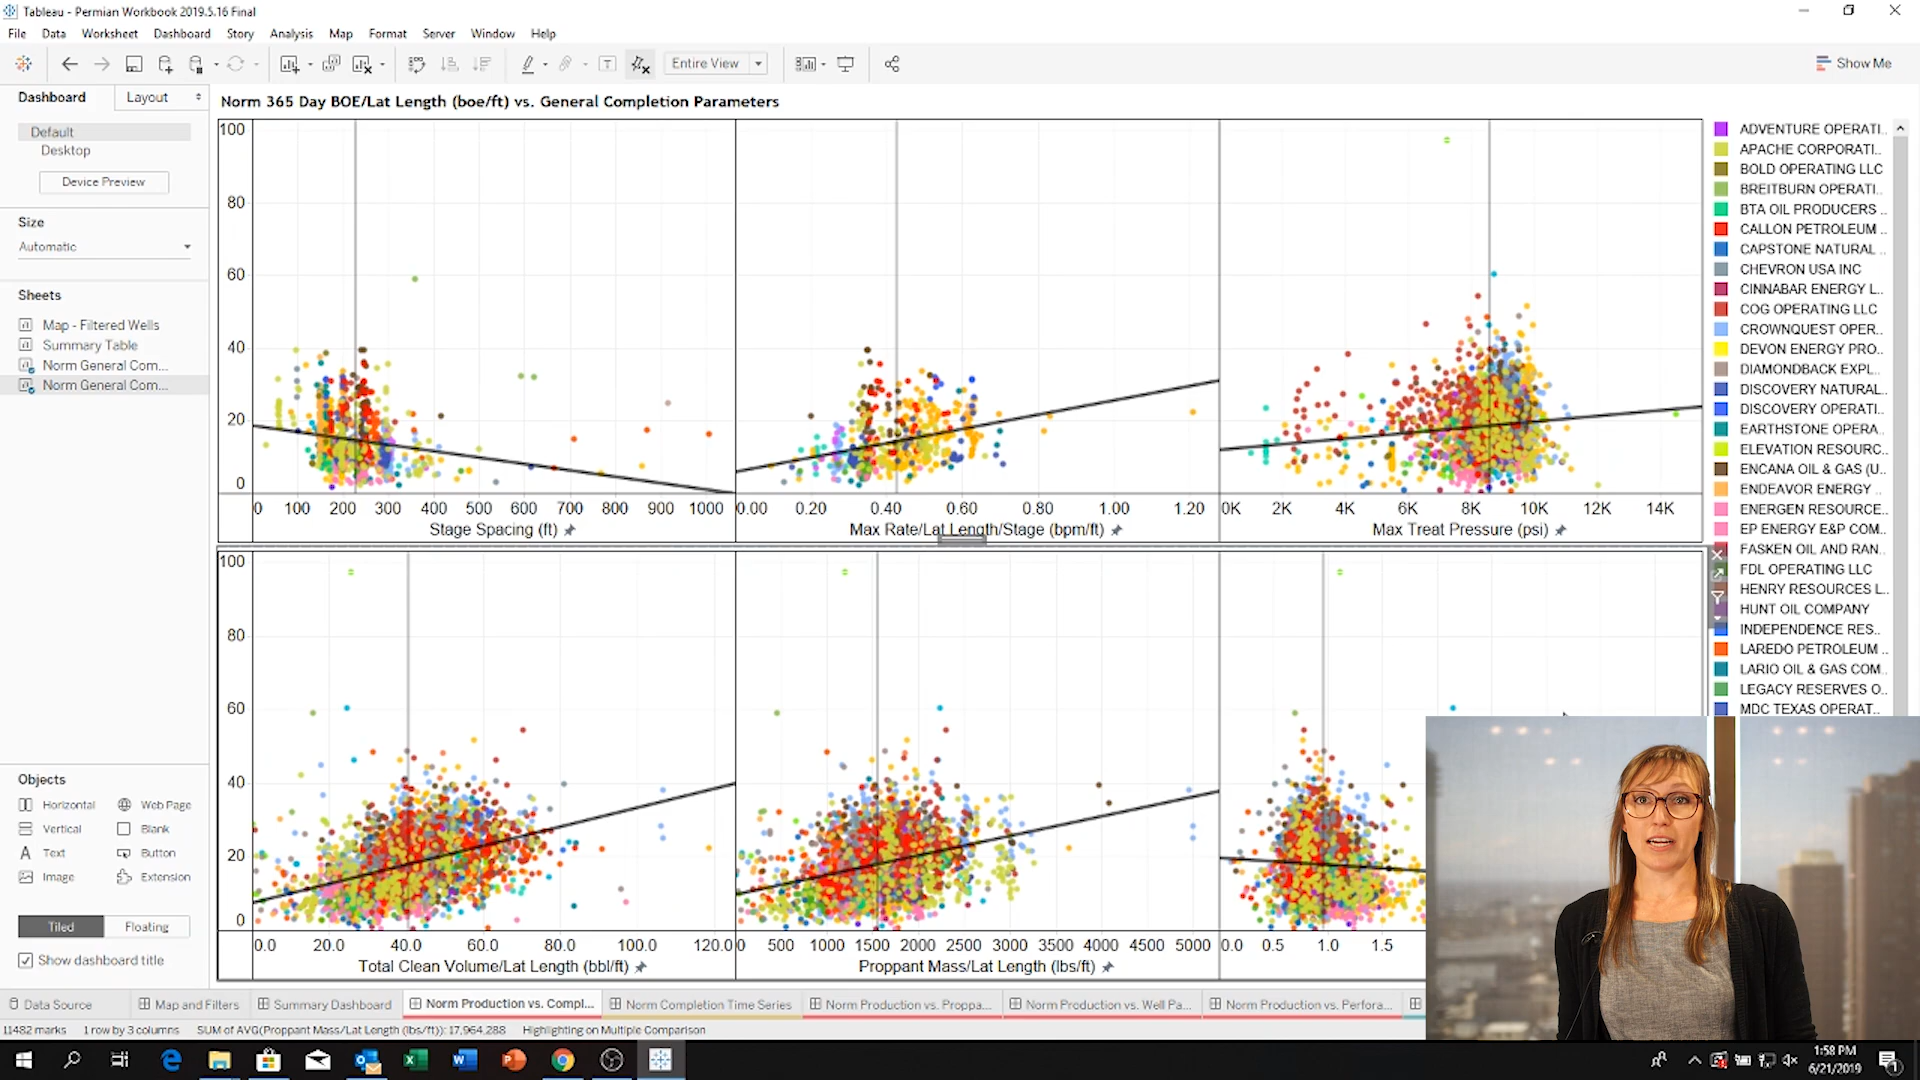 Tableau - Permian Workbook 2019.5.16 Final
File Data Worksheet Dashboard Story Analysis Map Format Server Window Help
Entire View
Show Me
Dashboard
Layout
Default
Desktop
Device Preview
Size
Automatic
Sheets
Map - Filtered Wells
Summary Table
Norm General Com...
Norm General Com...
Objects
Horizontal Web Page
Vertical Blank
Text Button
Image Extension
Tiled Floating
Show dashboard title
Norm 365 Day BOE/Lat Length (boe/ft) vs. General Completion Parameters
100
80
60
40
20
0
0 100 200 300 400 500 600 700 800 900 1000
Stage Spacing (ft)
0.00 0.20 0.40 0.60 0.80 1.00 1.20
Max Rate/Lat Length/Stage (bpm/ft)
0K 2K 4K 6K 8K 10K 12K 14K
Max Treat Pressure (psi)
100
80
60
40
20
0
0.0 20.0 40.0 60.0 80.0 100.0 120.0
Total Clean Volume/Lat Length (bbl/ft)
0 500 1000 1500 2000 2500 3000 3500 4000 4500 5000
Proppant Mass/Lat Length (lbs/ft)
0.0 0.5 1.0 1.5
ADVENTURE OPERATI..
APACHE CORPORATI..
BOLD OPERATING LLC
BREITBURN OPERATI..
BTA OIL PRODUCERS ..
CALLON PETROLEUM ..
CAPSTONE NATURAL ..
CHEVRON USA INC
CINNABAR ENERGY L..
COG OPERATING LLC
CROWNQUEST OPER..
DEVON ENERGY PRO..
DIAMONDBACK EXPL..
DISCOVERY NATURAL..
DISCOVERY OPERATI..
EARTHSTONE OPERA..
ELEVATION RESOURC..
ENCANA OIL & GAS (U..
ENDEAVOR ENERGY ..
ENERGEN RESOURCE..
EP ENERGY E&P COM..
FASKEN OIL AND RAN..
FDL OPERATING LLC
HENRY RESOURCES L..
HUNT OIL COMPANY
INDEPENDENCE RES..
LAREDO PETROLEUM ..
LARIO OIL & GAS COM..
LEGACY RESERVES O..
MDC TEXAS OPERAT..
Data Source Map and Filters Summary Dashboard Norm Production vs. Compl... Norm Completion Time Series Norm Production vs. Proppa... Norm Production vs. Well Pa... Norm Production vs. Perfora...
11482 marks 1 row by 3 columns SUM of AVG(Proppant Mass/Lat Length (lbs/ft)): 17,964,288 Highlighting on Multiple Comparison
1:58 PM
6/21/2019